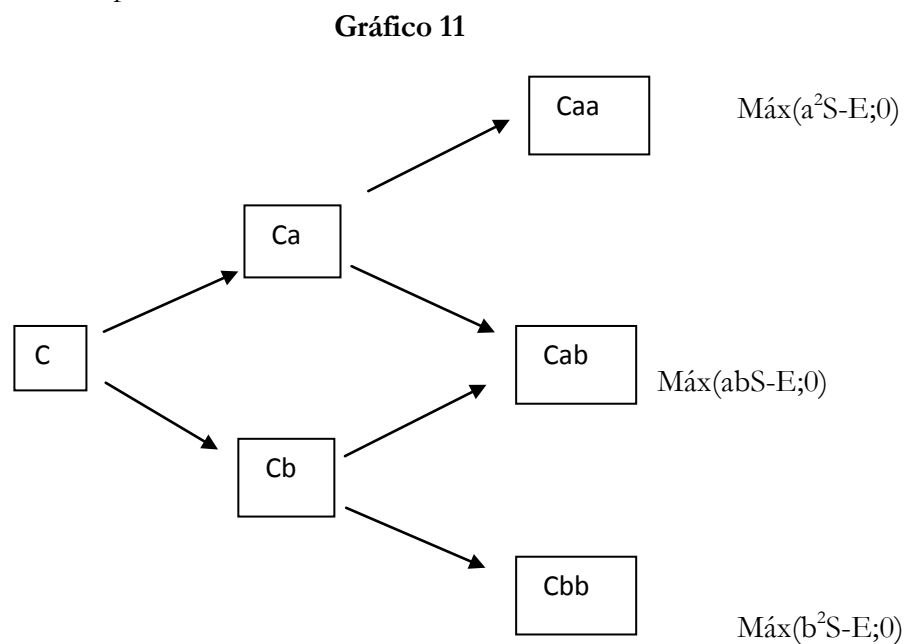 Gráfico 11
Caa
Máx(a²S-E;0)
Ca
C
Cab
Máx(abS-E;0)
Cb
Cbb
Máx(b²S-E;0)